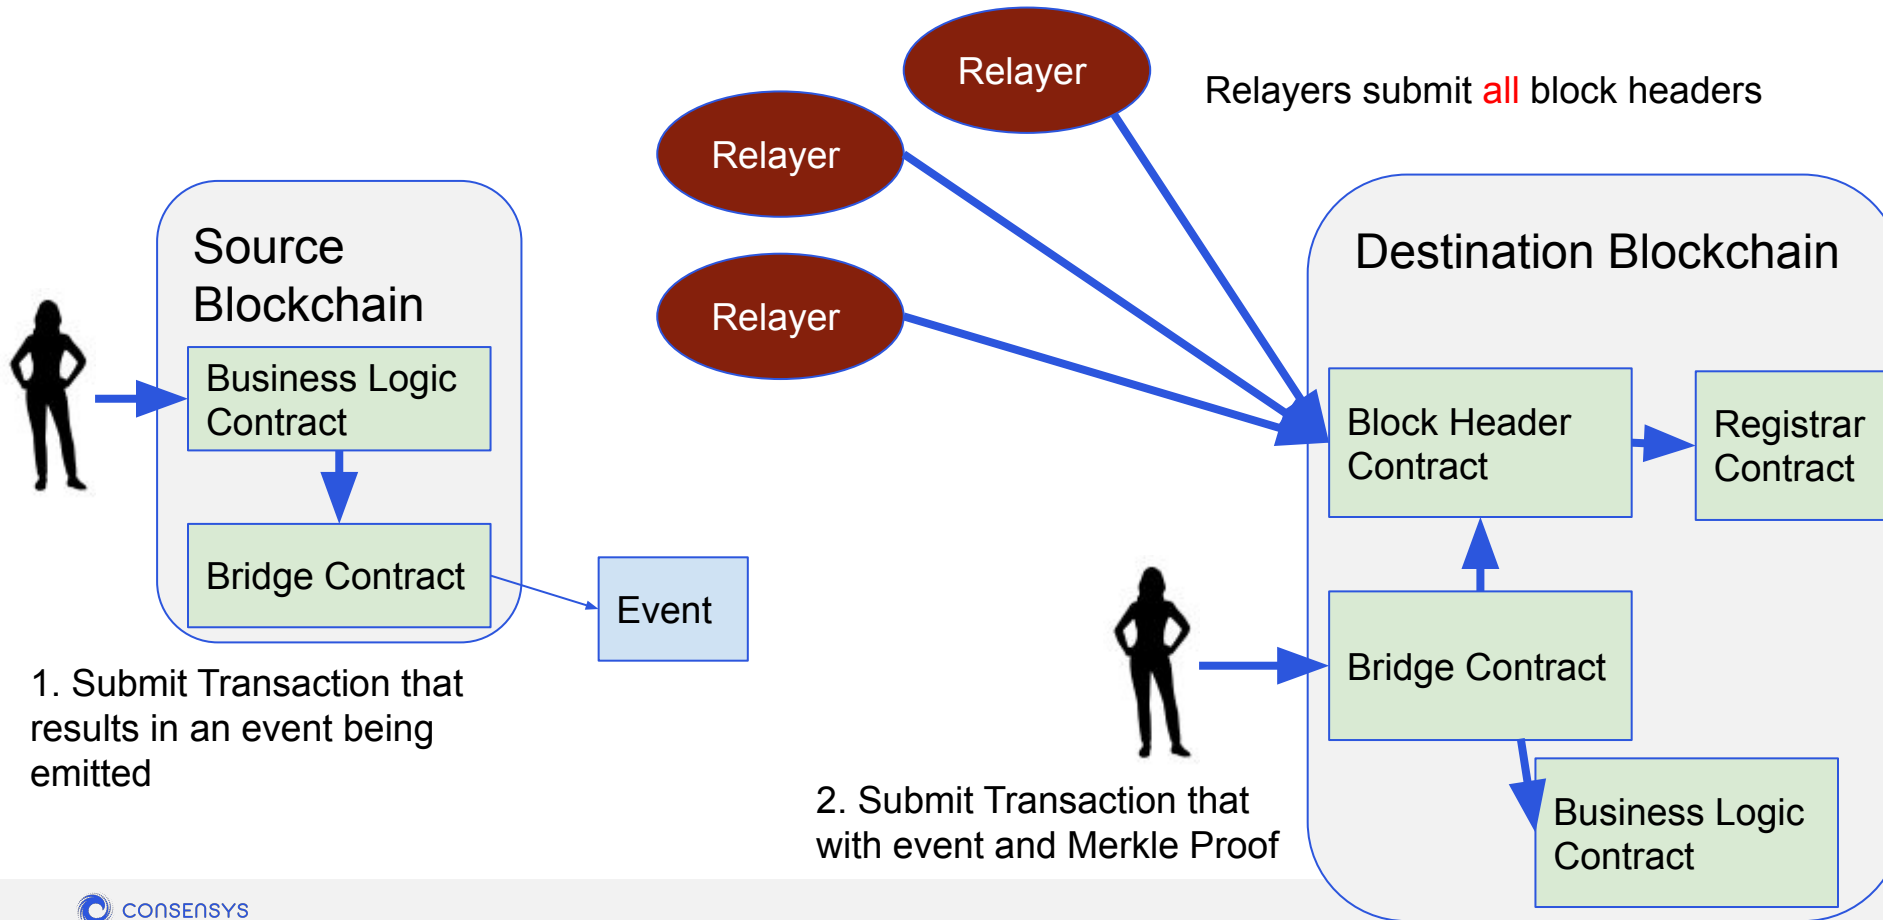 Relayer
Relayers submit all block headers
Relayer
Relayer
Source
Blockchain
Business Logic
Contract
Bridge Contract
Event
1. Submit Transaction that
results in an event being
emitted
Destination Blockchain
Block Header
Contract
Registrar
Contract
Bridge Contract
Business Logic
Contract
2. Submit Transaction that
with event and Merkle Proof
CONSENSYS